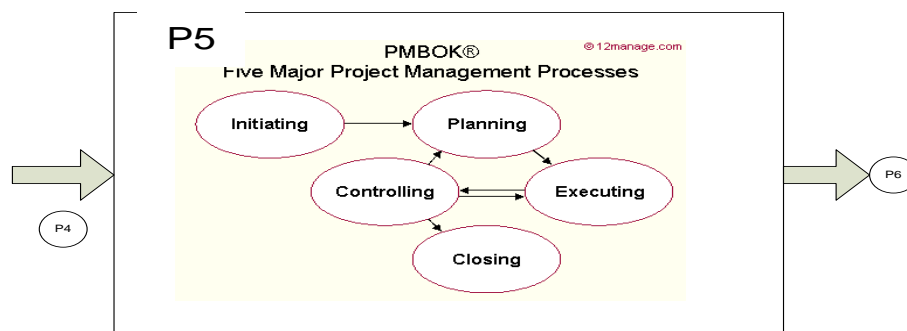 P5
© 12manage.com
PMBOK®
Five Major Project Management Processes
Initiating
Planning
Controlling
Executing
Closing
P4
P6